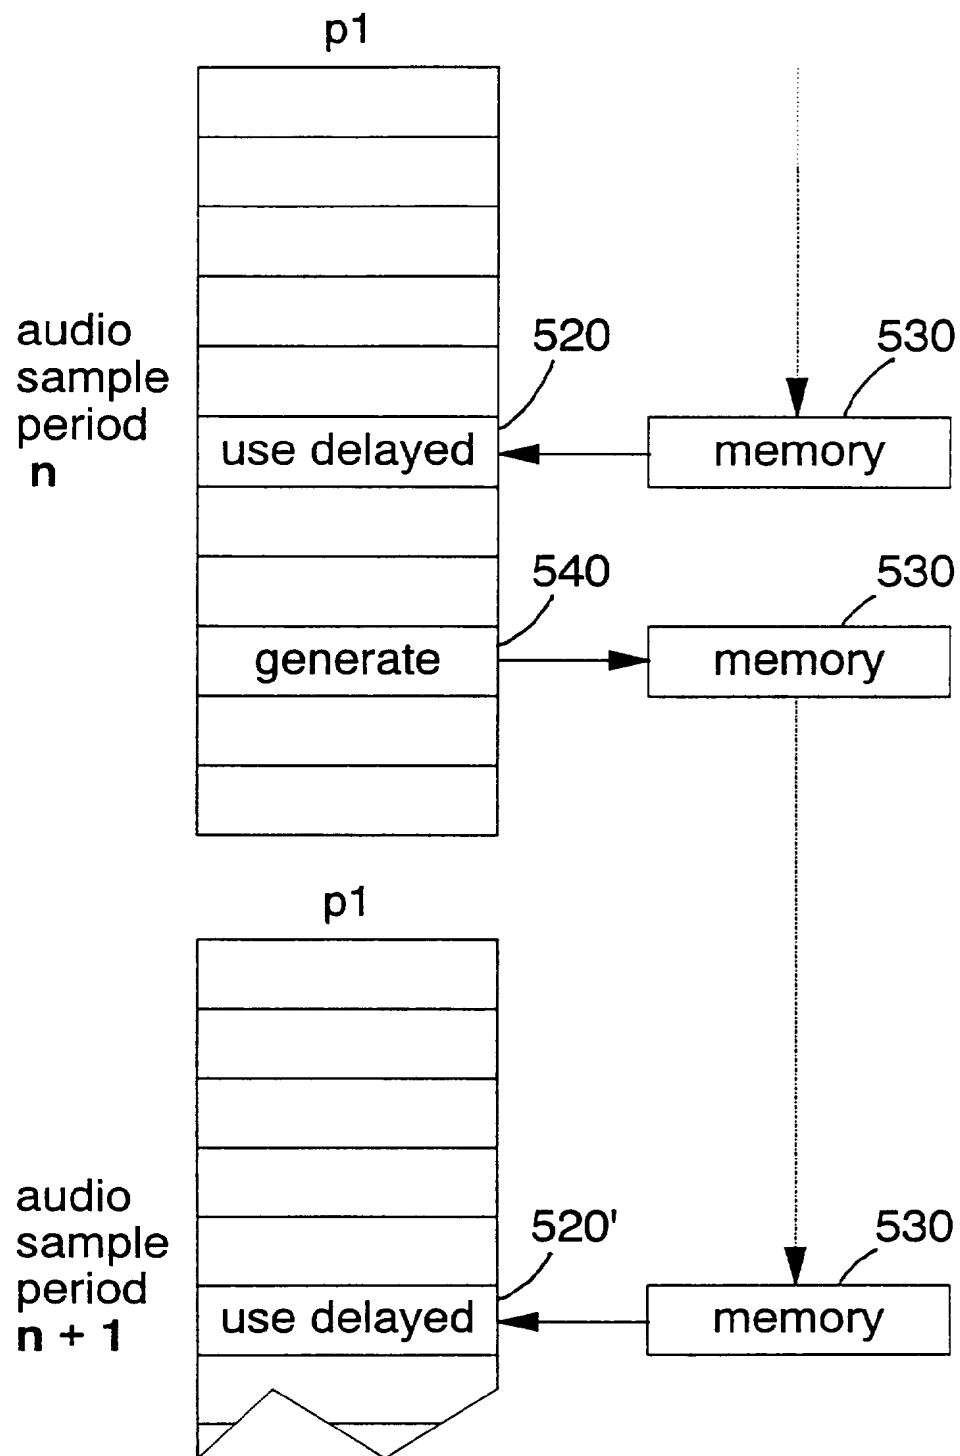 p1
audio
sample
period
n
520
530
use delayed
memory
540
530
generate
memory
p1
audio
sample
period
n + 1
520'
530
use delayed
memory